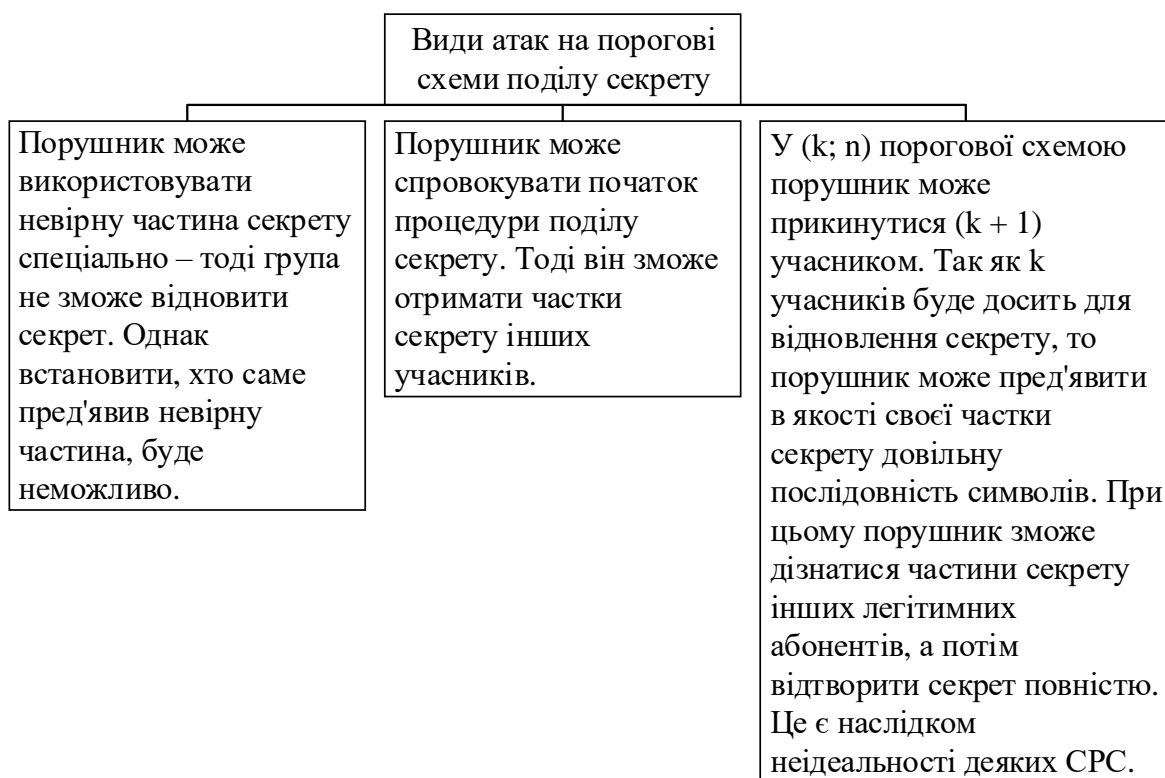 Види атак на порогові
схеми поділу секрету
Порушник може
використовувати
невірну частина секрету
спеціально – тоді група
не зможе відновити
секрет. Однак
встановити, хто саме
пред'явив невірну
частина, буде
неможливо.
Порушник може
спровокувати початок
процедури поділу
секрету. Тоді він зможе
отримати частки
секрету інших
учасників.
У (k; n) порогової схемою
порушник може
прикинутися (k + 1)
учасником. Так як k
учасників буде досить для
відновлення секрету, то
порушник може пред'явити
в якості своєї частки
секрету довільну
послідовність символів. При
цьому порушник зможе
дізнатися частини секрету
інших легітимних
абонентів, а потім
відтворити секрет повністю.
Це є наслідком
неідеальності деяких СРС.